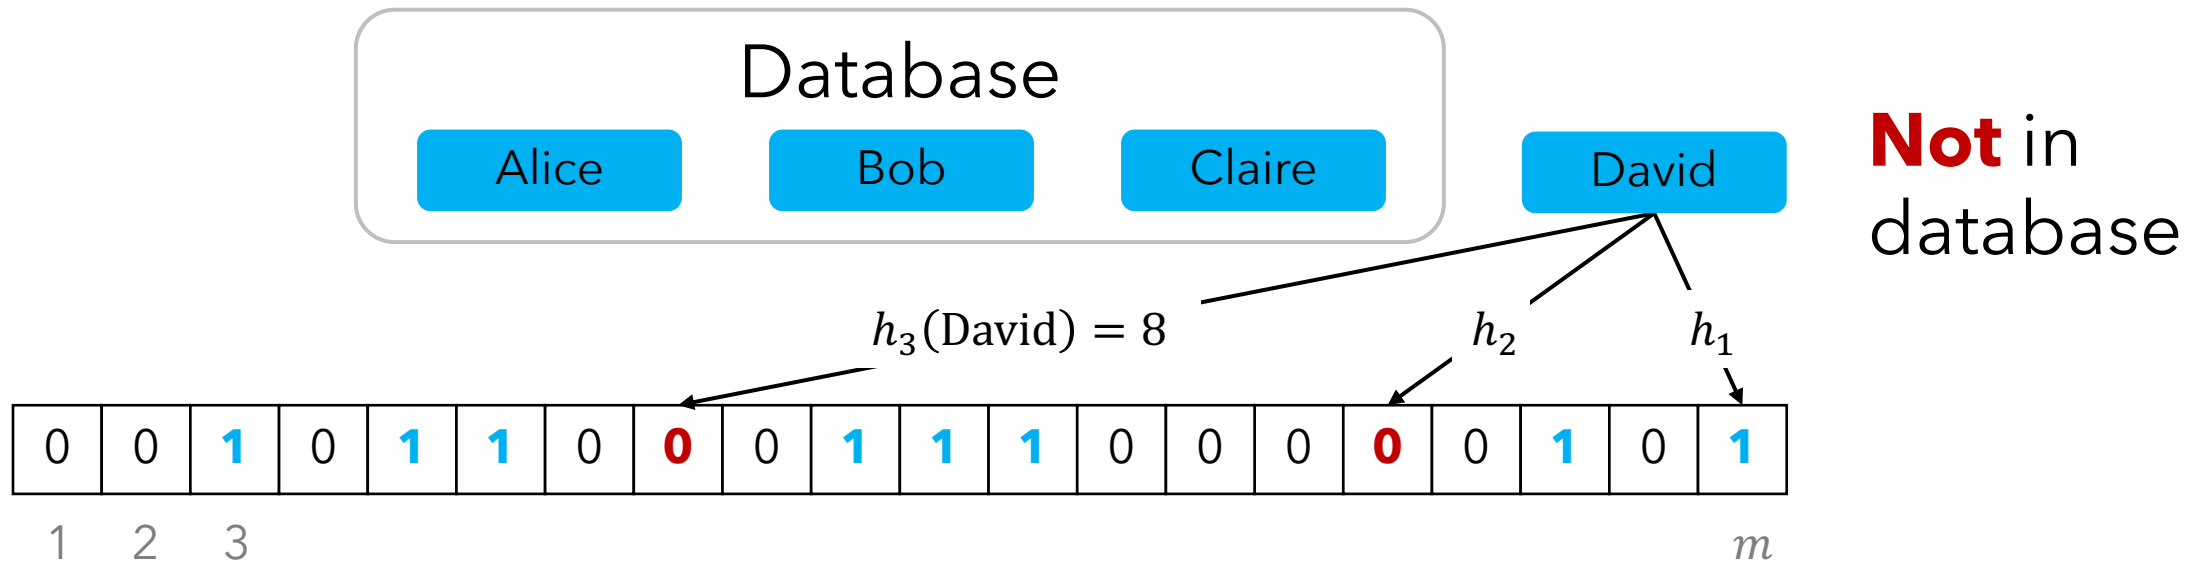 Database
Alice Bob Claire David
Not in
database
h₃(David) = 8 h₂ h₁
0 0 1 0 1 1 0 0 0 1 1 1 0 0 0 0 0 1 0 1
1 2 3 m